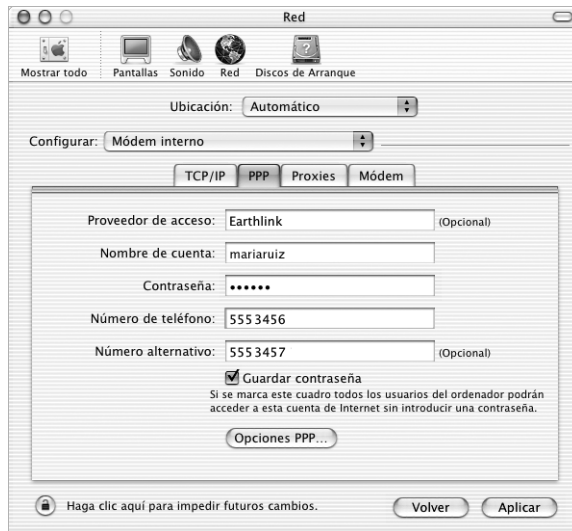 Red
Mostrar todo Pantallas Sonido Red Discos de Arranque
Ubicación: Automático
Configurar: Módem interno
TCP/IP PPP Proxies Módem
Proveedor de acceso: Earthlink (Opcional)
Nombre de cuenta: mariaruiz
Contraseña: ••••••
Número de teléfono: 5553456
Número alternativo: 5553457 (Opcional)
Guardar contraseña
Si se marca este cuadro todos los usuarios del ordenador podrán
acceder a esta cuenta de Internet sin introducir una contraseña.
Opciones PPP...
Haga clic aquí para impedir futuros cambios. Volver Aplicar